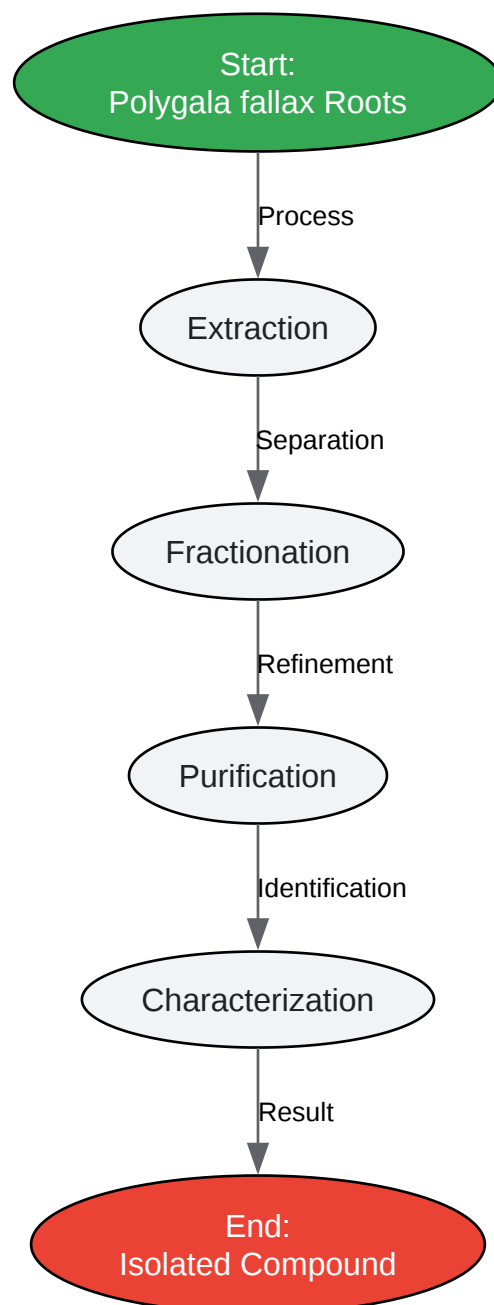 Start:
Polygala fallax Roots
Process
Extraction
Separation
Fractionation
Refinement
Purification
Identification
Characterization
Result
End:
Isolated Compound